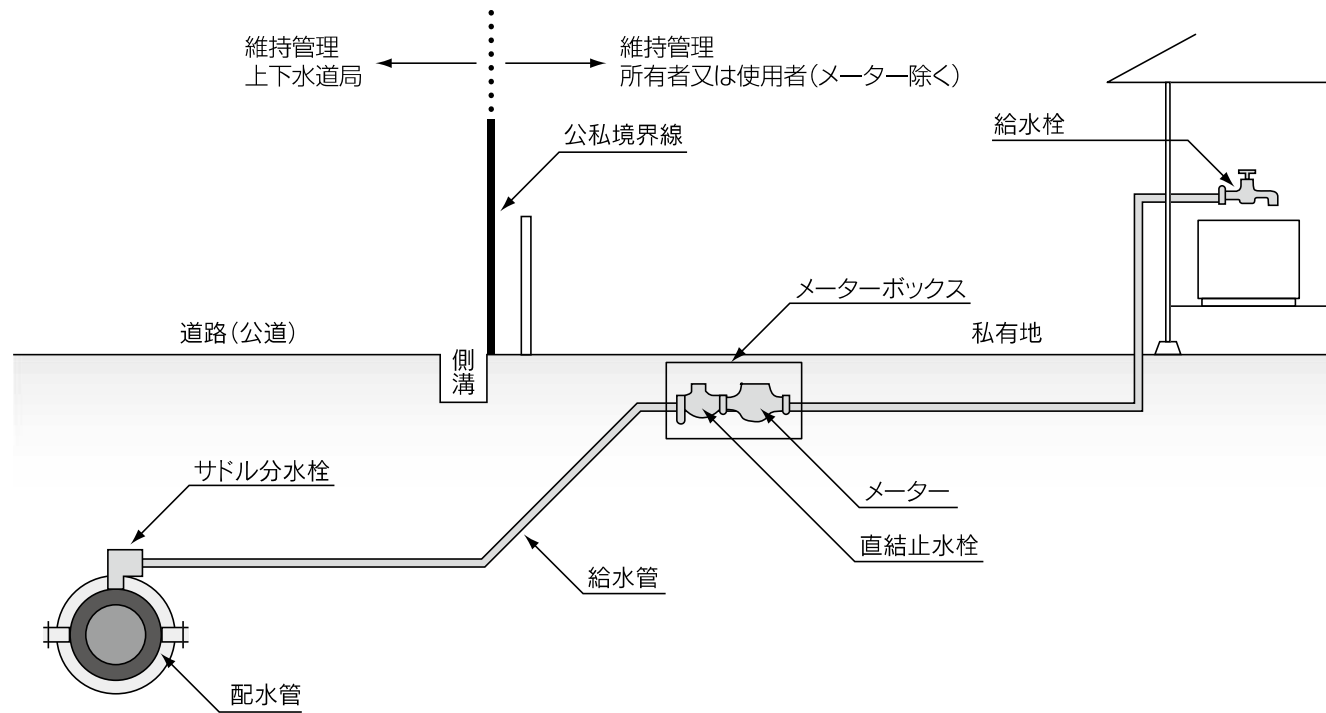 維持管理
上下水道局
維持管理
所有者又は使用者（メーター除く）
公私境界線
給水栓
メーターボックス
道路（公道）
私有地
側溝
サドル分水栓
メーター
直結止水栓
給水管
配水管